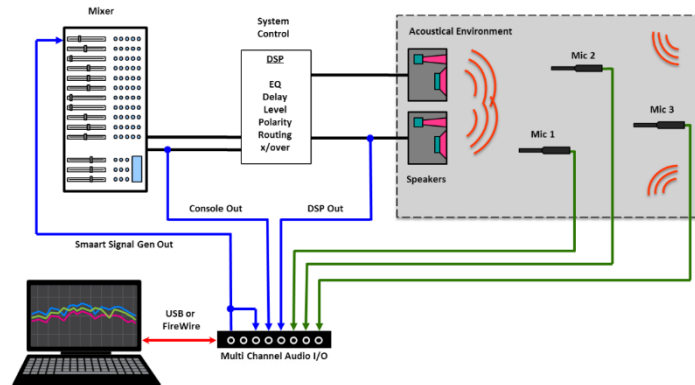 Mixer
System
Control
DSP
EQ
Delay
Level
Polarity
Routing
x/over
Acoustical Environment
Mic 2
Mic 1
Mic 3
Speakers
Console Out
DSP Out
Smaart Signal Gen Out
USB or
FireWire
Multi Channel Audio I/O